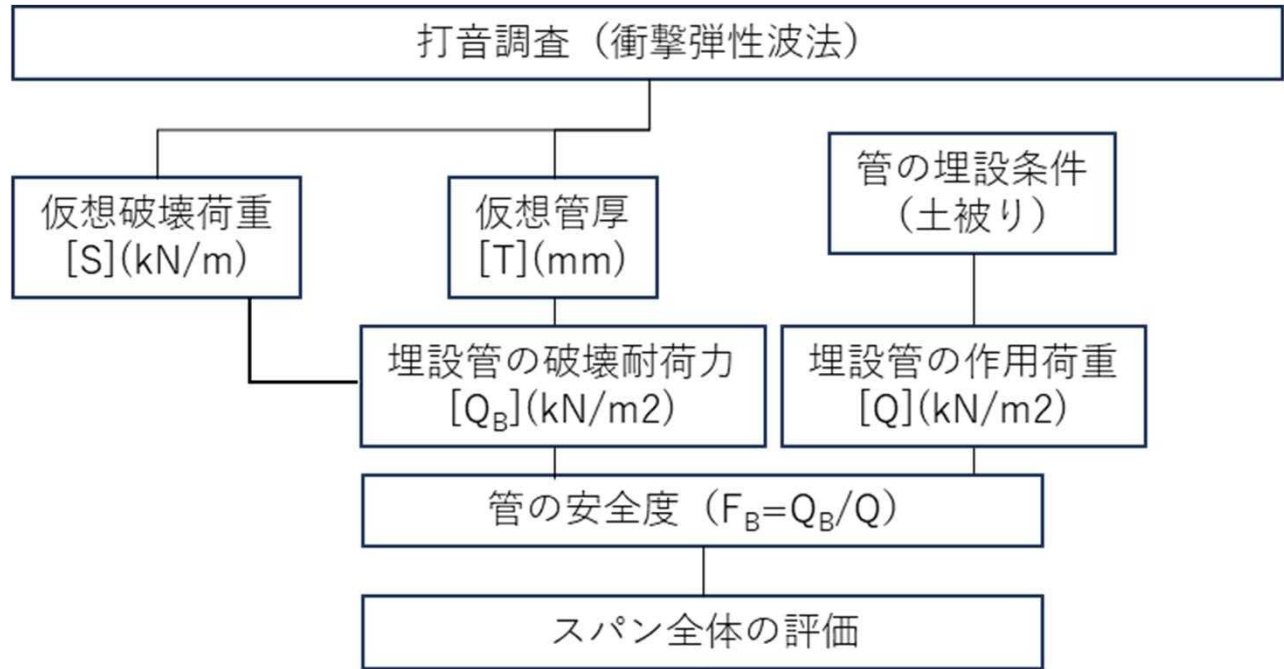 打音調査（衝撃弾性波法）
仮想破壊荷重
[S](kN/m)
仮想管厚
[T](mm)
管の埋設条件
（土被り）
埋設管の破壊耐荷力
[Q_B](kN/m2)
埋設管の作用荷重
[Q](kN/m2)
管の安全度（F_B=Q_B/Q）
スパン全体の評価